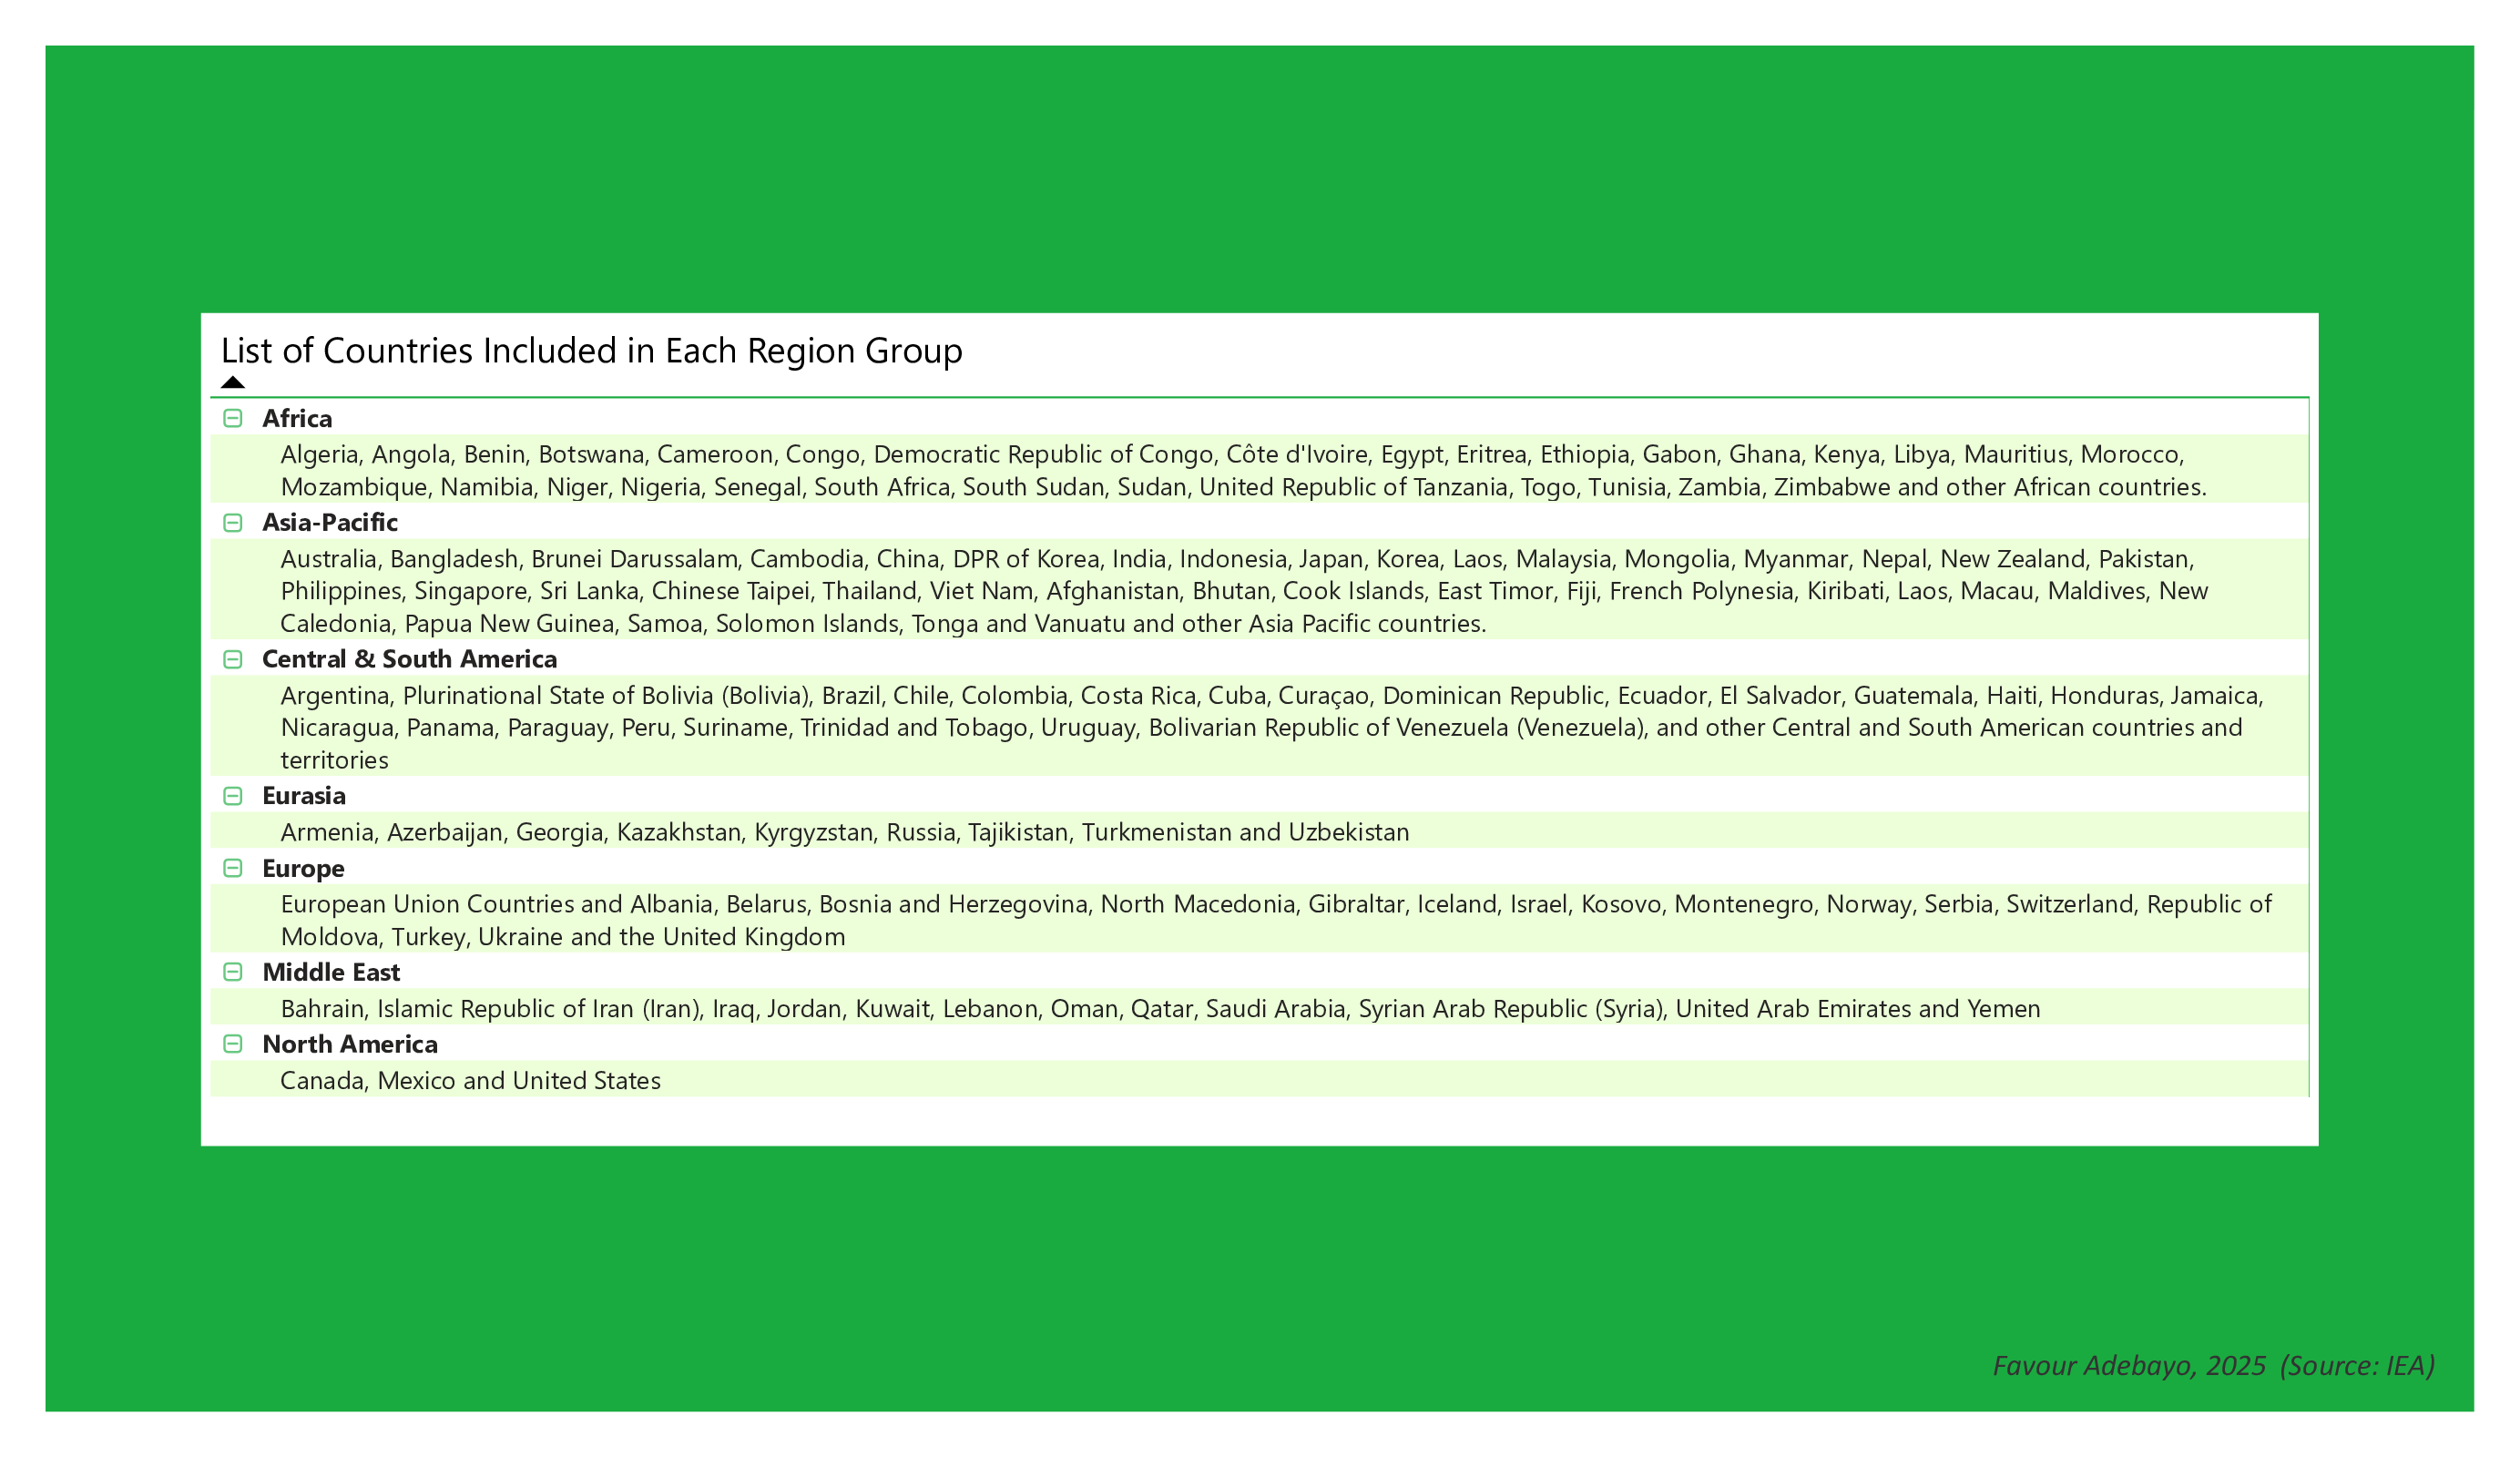 List of Countries Included in Each Region Group
Africa
Algeria, Angola, Benin, Botswana, Cameroon, Congo, Democratic Republic of Congo, Côte d'Ivoire, Egypt, Eritrea, Ethiopia, Gabon, Ghana, Kenya, Libya, Mauritius, Morocco,
Mozambique, Namibia, Niger, Nigeria, Senegal, South Africa, South Sudan, Sudan, United Republic of Tanzania, Togo, Tunisia, Zambia, Zimbabwe and other African countries.
Asia-Pacific
Australia, Bangladesh, Brunei Darussalam, Cambodia, China, DPR of Korea, India, Indonesia, Japan, Korea, Laos, Malaysia, Mongolia, Myanmar, Nepal, New Zealand, Pakistan,
Philippines, Singapore, Sri Lanka, Chinese Taipei, Thailand, Viet Nam, Afghanistan, Bhutan, Cook Islands, East Timor, Fiji, French Polynesia, Kiribati, Laos, Macau, Maldives, New
Caledonia, Papua New Guinea, Samoa, Solomon Islands, Tonga and Vanuatu and other Asia Pacific countries.
Central & South America
Argentina, Plurinational State of Bolivia (Bolivia), Brazil, Chile, Colombia, Costa Rica, Cuba, Curaçao, Dominican Republic, Ecuador, El Salvador, Guatemala, Haiti, Honduras, Jamaica,
Nicaragua, Panama, Paraguay, Peru, Suriname, Trinidad and Tobago, Uruguay, Bolivarian Republic of Venezuela (Venezuela), and other Central and South American countries and
territories
Eurasia
Armenia, Azerbaijan, Georgia, Kazakhstan, Kyrgyzstan, Russia, Tajikistan, Turkmenistan and Uzbekistan
Europe
European Union Countries and Albania, Belarus, Bosnia and Herzegovina, North Macedonia, Gibraltar, Iceland, Israel, Kosovo, Montenegro, Norway, Serbia, Switzerland, Republic of
Moldova, Turkey, Ukraine and the United Kingdom
Middle East
Bahrain, Islamic Republic of Iran (Iran), Iraq, Jordan, Kuwait, Lebanon, Oman, Qatar, Saudi Arabia, Syrian Arab Republic (Syria), United Arab Emirates and Yemen
North America
Canada, Mexico and United States
Favour Adebayo, 2025 (Source: IEA)